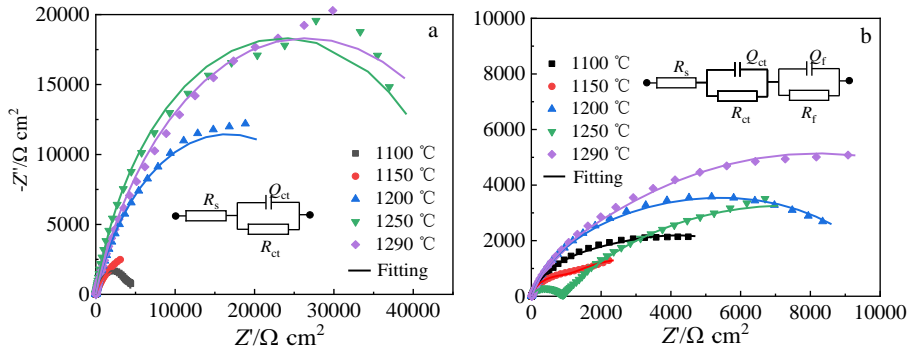 a
-Z"/Ω cm²
20000
15000
10000
5000
0
0
10000
20000
30000
40000
Z'/Ω cm²
1100 ℃
1150 ℃
1200 ℃
1250 ℃
1290 ℃
Fitting
Rs
Qct
Rct
b
10000
8000
6000
4000
2000
0
0
2000
4000
6000
8000
10000
Z'/Ω cm²
1100 ℃
1150 ℃
1200 ℃
1250 ℃
1290 ℃
Fitting
Rs
Qct
Rct
Qf
Rf